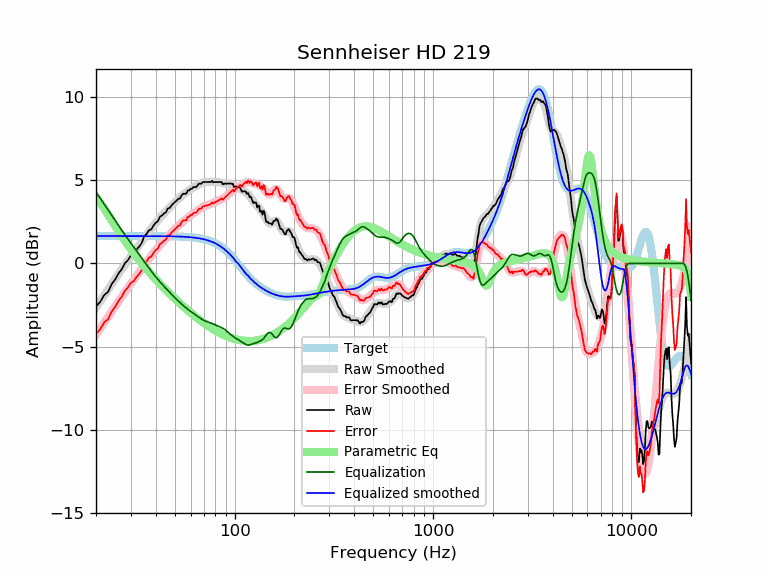 Sennheiser HD 219
Amplitude (dBr)
10
5
0
−5
−10
−15
Target
Raw Smoothed
Error Smoothed
Raw
Error
Parametric Eq
Equalization
Equalized smoothed
100
1000
10000
Frequency (Hz)